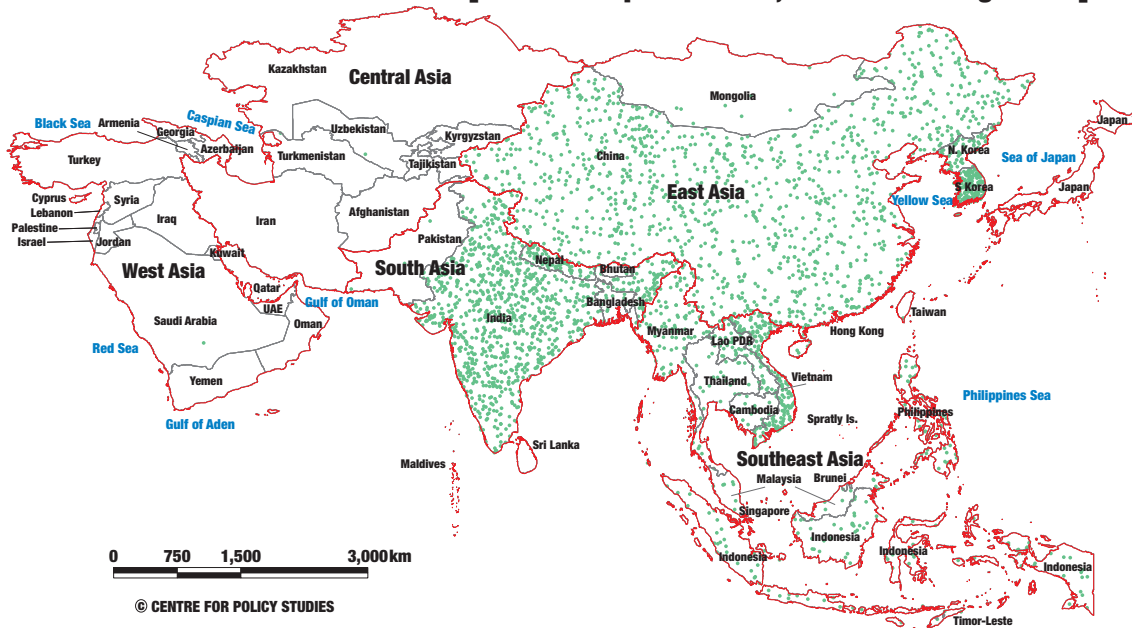 Kazakhstan
Central Asia
Mongolia
Black Sea
Armenia
Georgia
Caspian Sea
Azerbaijan
Uzbekistan
Kyrgyzstan
Japan
Turkey
Turkmenistan
Tajikistan
China
N. Korea
Sea of Japan
East Asia
S Korea
Japan
Yellow Sea
Cyprus
Lebanon
Palestine
Israel
Syria
Iraq
Jordan
Iran
Afghanistan
Pakistan
Kuwait
West Asia
South Asia
Nepal
Bhutan
Qatar
Gulf of Oman
UAE
Oman
Bangladesh
Saudi Arabia
India
Myanmar
Taiwan
Hong Kong
Lao PDR
Red Sea
Yemen
Thailand
Vietnam
Philippines Sea
Gulf of Aden
Cambodia
Spratly Is.
Philippines
Sri Lanka
Maldives
Southeast Asia
Malaysia
Brunei
Singapore
Indonesia
Indonesia
Indonesia
Indonesia
0 750 1,500 3,000km
© CENTRE FOR POLICY STUDIES
Timor-Leste